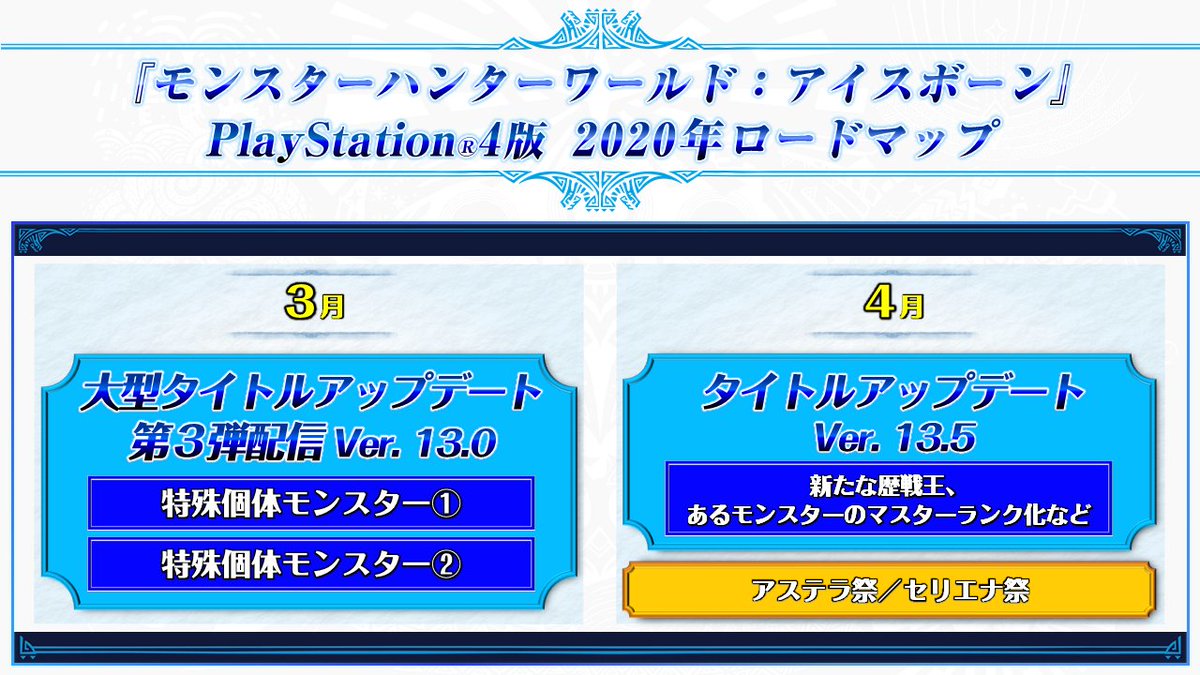 『モンスターハンターワールド：アイスボーン』
PlayStation®4版 2020年ロードマップ
3月
大型タイトルアップデート
第3弾配信 Ver. 13.0
特殊個体モンスター①
特殊個体モンスター②
4月
タイトルアップデート
Ver. 13.5
新たな歴戦王、
あるモンスターのマスターランク化など
アステラ祭／セリエナ祭